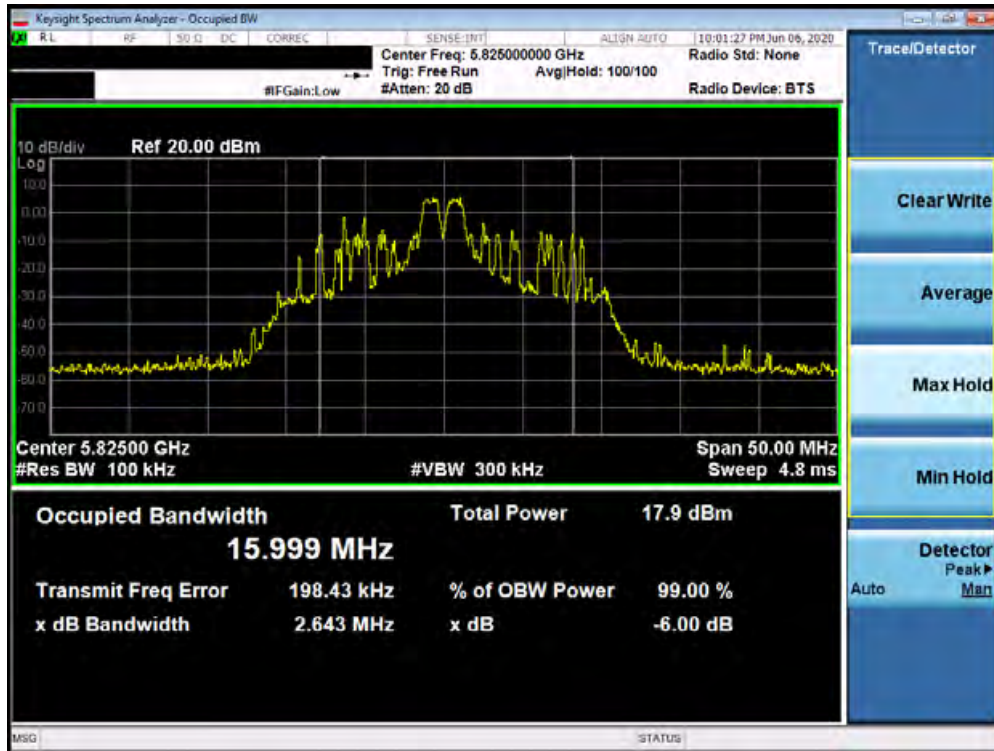 Keysight Spectrum Analyzer - Occupied BW
RL RF 50 Ω DC CORREC SENSE:INT ALIGN AUTO 10:01:27 PM Jun 06, 2020
Center Freq: 5.825000000 GHz Radio Std: None
Trig: Free Run Avg|Hold: 100/100
#IFGain:Low #Atten: 20 dB Radio Device: BTS
Trace/Detector
10 dB/div Ref 20.00 dBm
Log
10.0
0.00
-10.0
-20.0
-30.0
-40.0
-50.0
-60.0
-70.0
Center 5.82500 GHz Span 50.00 MHz
#Res BW 100 kHz #VBW 300 kHz Sweep 4.8 ms
Occupied Bandwidth Total Power 17.9 dBm
15.999 MHz
Transmit Freq Error 198.43 kHz % of OBW Power 99.00 %
x dB Bandwidth 2.643 MHz x dB -6.00 dB
Clear Write
Average
Max Hold
Min Hold
Detector
Peak▶
Auto Man
MSG STATUS